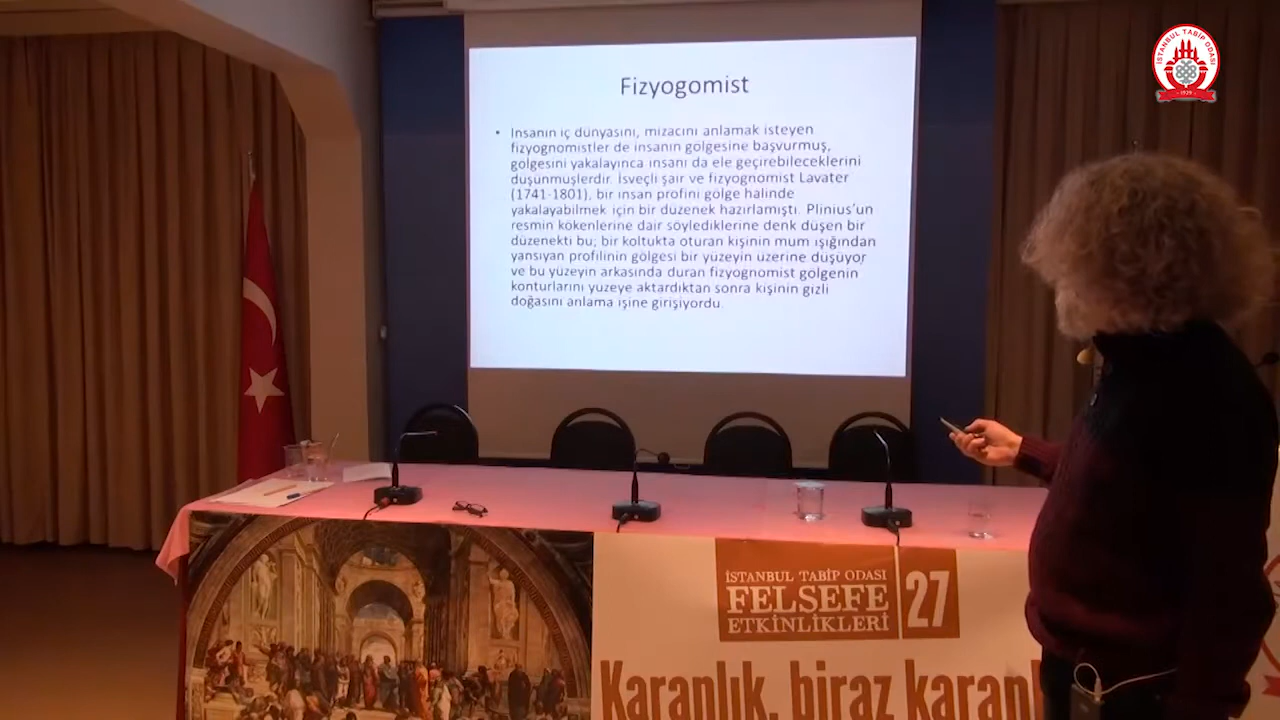 Fizyogomist
• İnsanın iç dünyasını, mizacını anlamak isteyen
fizyognomistler de insanın gölgesine başvurmuş,
gölgesini yakalayınca insanı da ele geçirebileceklerini
düşünmüşlerdir. İsveçli şair ve fizyognomist Lavater
(1741-1801), bir insan profini gölge halinde
yakalayabilmek için bir düzenek hazırlamıştı. Plinius'un
resmin kökenlerine dair söylediklerine denk düşen bir
düzenekti bu; bir koltukta oturan kişinin mum ışığından
yansıyan profilinin gölgesi bir yüzeyin üzerine düşüyor
ve bu yüzeyin arkasında duran fizyognomist gölgenin
konturlarını yüzeye aktardıktan sonra kişinin gizli
doğasını anlama işine girişiyordu.
İSTANBUL TABİP ODASI
1929
İSTANBUL TABİP ODASI
FELSEFE
ETKİNLİKLERİ
27
Karanlık, biraz karanl